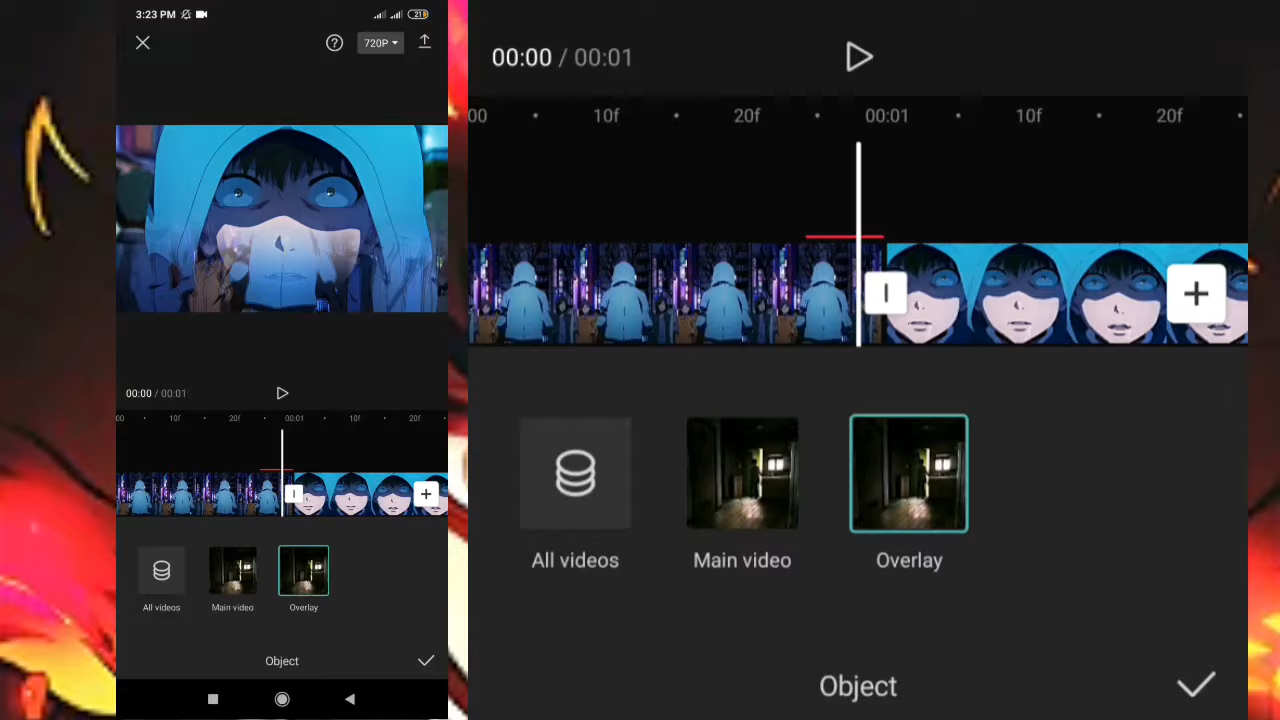 3:23 PM
21
720P
00:00 / 00:01
00 10f 20f 00:01 10f 20f
All videos Main video Overlay
Object
00:00 / 00:01
00 10f 20f 00:01 10f 20f
All videos Main video Overlay
Object